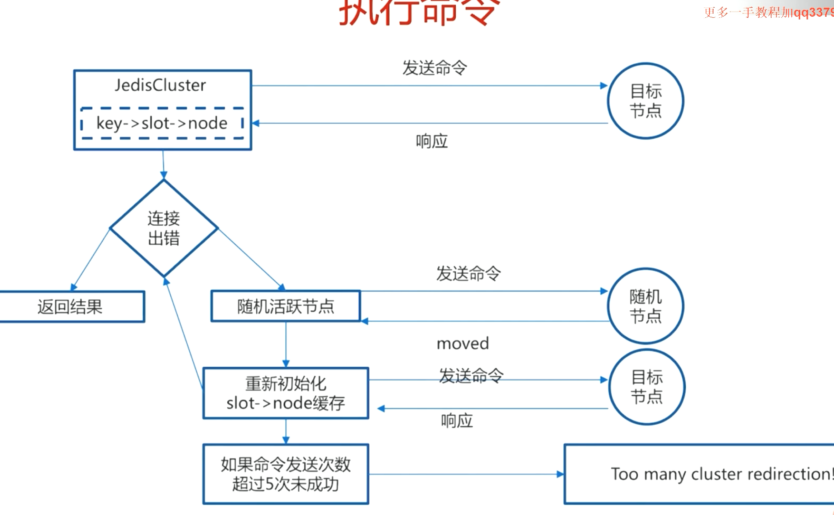 执行命令
更多一手教程加qq3379
发送命令
JedisCluster
key->slot->node
目标
节点
响应
连接
出错
发送命令
返回结果
随机活跃节点
随机
节点
moved
发送命令
重新初始化
slot->node缓存
目标
节点
响应
如果命令发送次数
超过5次未成功
Too many cluster redirection!